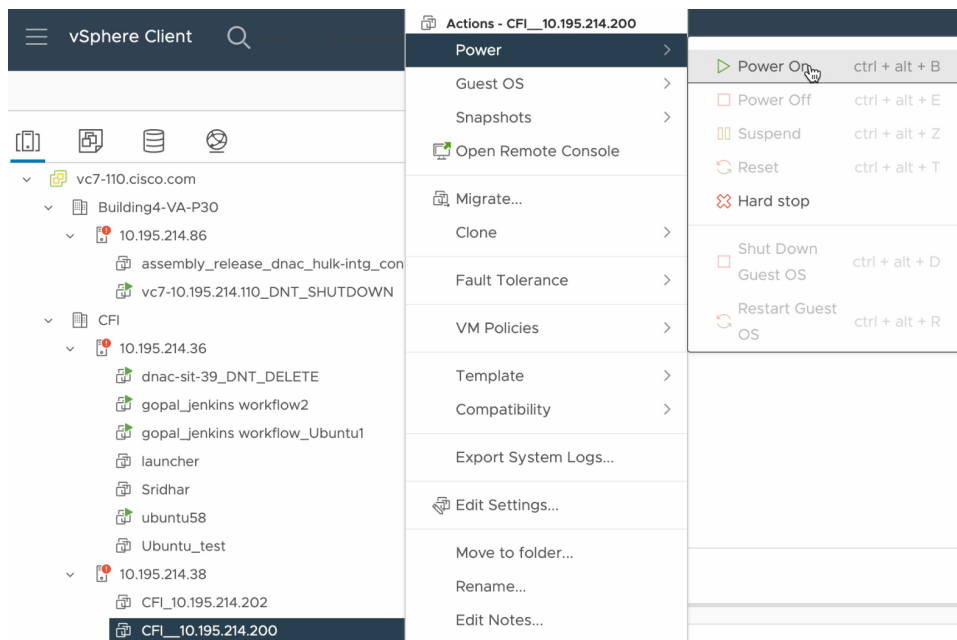 vSphere Client
vc7-110.cisco.com
Building4-VA-P30
10.195.214.86
assembly_release_dnac_hulk-intg_con
vc7-10.195.214.110_DNT_SHUTDOWN
CFI
10.195.214.36
dnac-sit-39_DNT_DELETE
gopal_jenkins workflow2
gopal_jenkins workflow_Ubuntu1
launcher
Sridhar
ubuntu58
Ubuntu_test
10.195.214.38
CFI_10.195.214.202
CFI__10.195.214.200
Actions - CFI__10.195.214.200
Power
Guest OS
Snapshots
Open Remote Console
Migrate...
Clone
Fault Tolerance
VM Policies
Template
Compatibility
Export System Logs...
Edit Settings...
Move to folder...
Rename...
Edit Notes...
Power On ctrl + alt + B
Power Off ctrl + alt + E
Suspend ctrl + alt + Z
Reset ctrl + alt + T
Hard stop
Shut Down
Guest OS ctrl + alt + D
Restart Guest
OS ctrl + alt + R